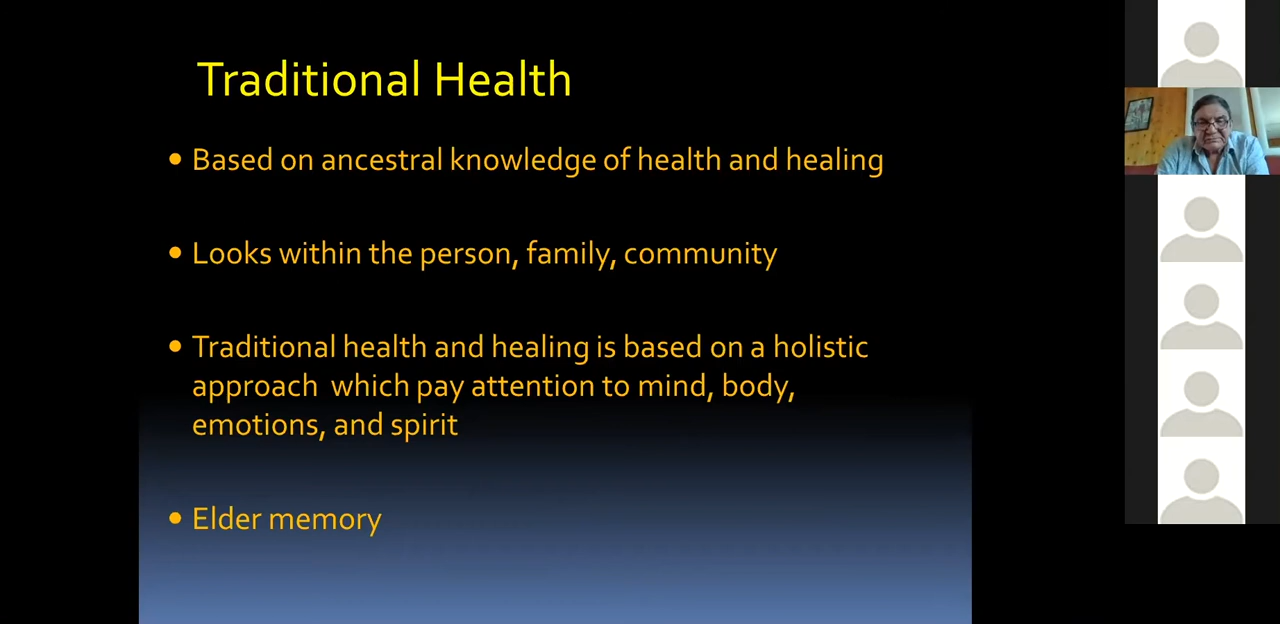 Traditional Health
• Based on ancestral knowledge of health and healing
• Looks within the person, family, community
• Traditional health and healing is based on a holistic
approach  which pay attention to mind, body,
emotions, and spirit
• Elder memory